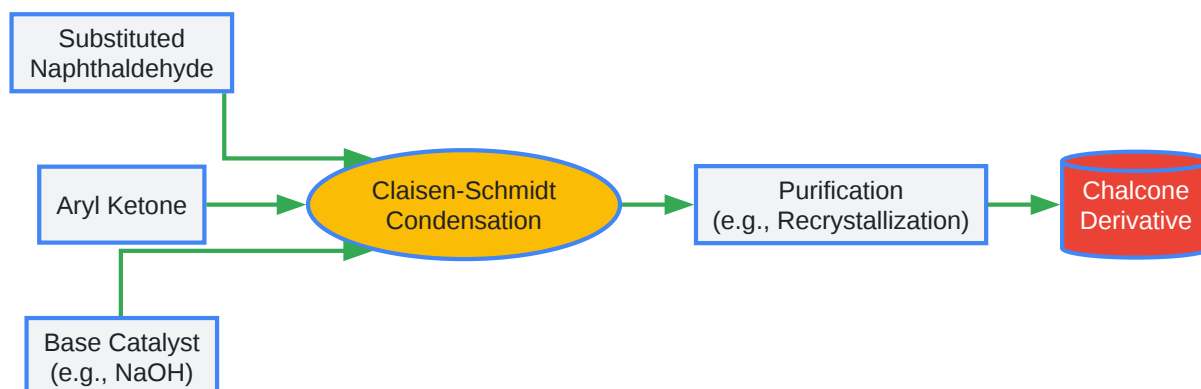 Substituted
Naphthaldehyde
Aryl Ketone
Base Catalyst
(e.g., NaOH)
Claisen-Schmidt
Condensation
Purification
(e.g., Recrystallization)
Chalcone
Derivative